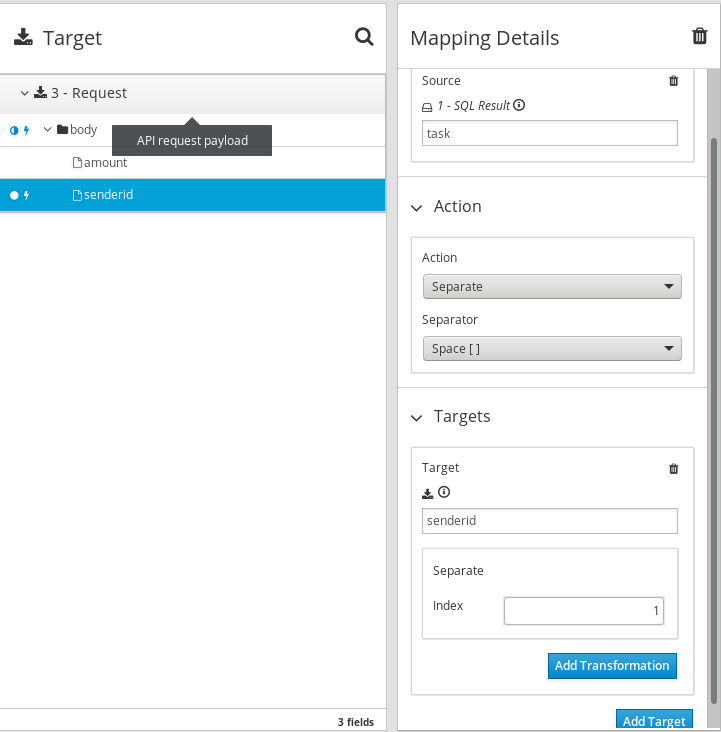 Target
3 - Request
body
API request payload
amount
senderid
3 fields
Mapping Details
Source
1 - SQL Result
task
Action
Action
Separate
Separator
Space [ ]
Targets
Target
senderid
Separate
Index
1
Add Transformation
Add Target